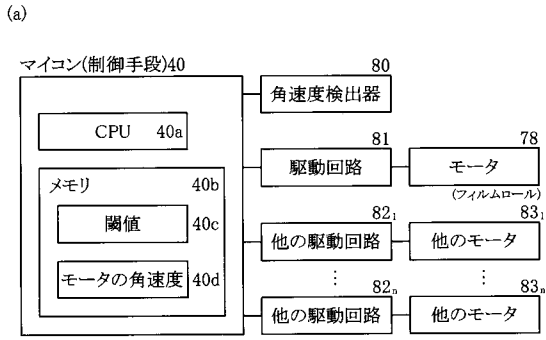 (a)
マイコン(制御手段)40
80
角速度検出器
CPU 40a
81
駆動回路
78
モータ
(フィルムロール)
メモリ 40b
閾値 40c
モータの角速度 40d
82₁
他の駆動回路
83₁
他のモータ
⋮ ⋮
82ₙ
他の駆動回路
83ₙ
他のモータ